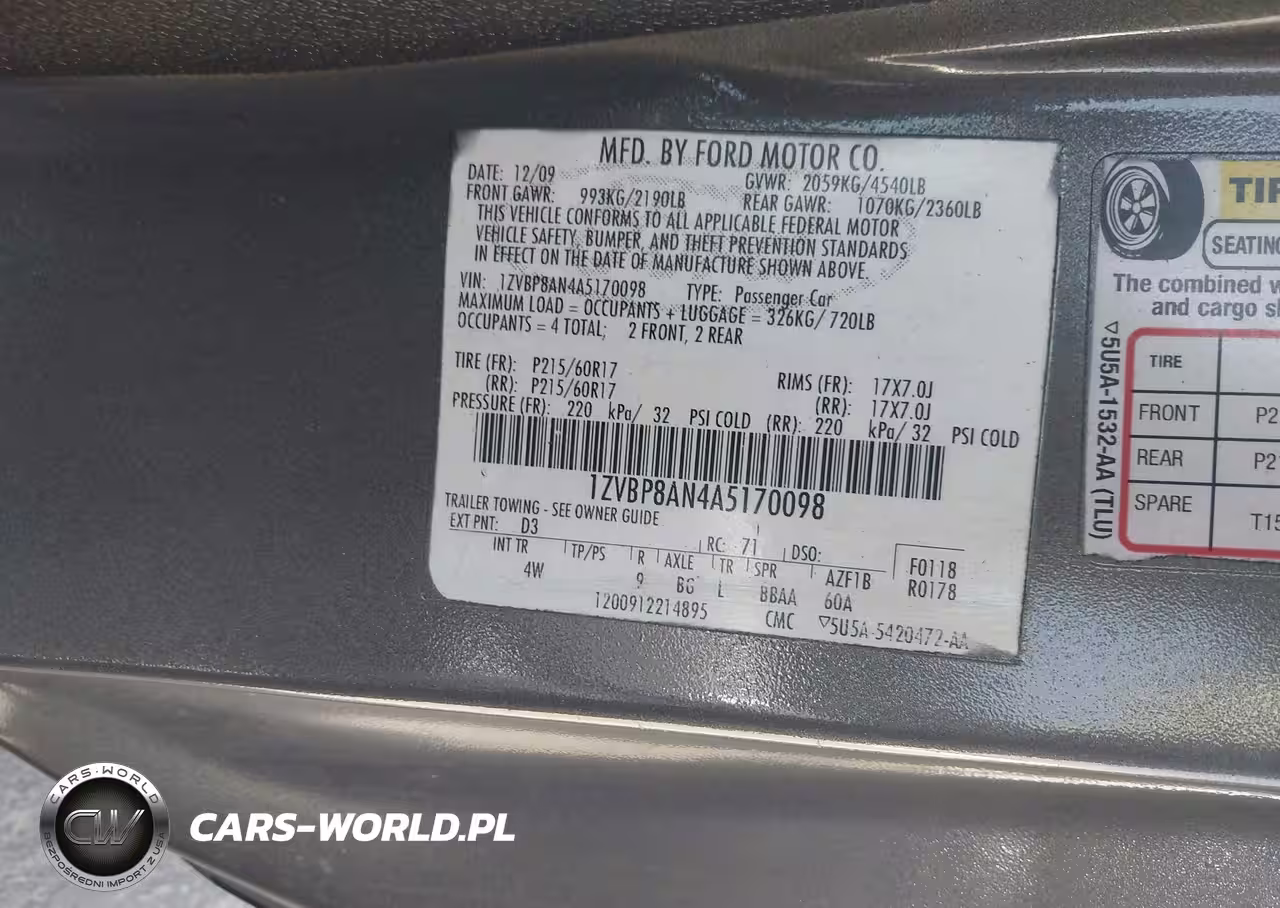 MFD. BY FORD MOTOR CO.
DATE: 12/09 GVWR: 2059KG/4540LB
FRONT GAWR: 993KG/2190LB REAR GAWR: 1070KG/2360LB
THIS VEHICLE CONFORMS TO ALL APPLICABLE FEDERAL MOTOR
VEHICLE SAFETY, BUMPER, AND THEFT PREVENTION STANDARDS
IN EFFECT ON THE DATE OF MANUFACTURE SHOWN ABOVE.
VIN: 1ZVBP8AN4A5170098 TYPE: Passenger Car
MAXIMUM LOAD = OCCUPANTS + LUGGAGE = 326KG/720LB
OCCUPANTS = 4 TOTAL; 2 FRONT, 2 REAR
TIRE (FR): P215/60R17 RIMS (FR): 17X7.0J
(RR): P215/60R17 (RR): 17X7.0J
PRESSURE (FR): 220 kPa/ 32 PSI COLD (RR): 220 kPa/ 32 PSI COLD
1ZVBP8AN4A5170098
TRAILER TOWING - SEE OWNER GUIDE
EXT PNT: D3 RC: 71 DSO:
INT TR TP/PS R AXLE TR SPR AZF1B F0118
4W 9 BG L BBAA 60A R0178
1200912214895 CMC ▽5U5A-5420472-AA
SEATING
The combined
and cargo
▽5U5A-1532-AA (TLU)
TIRE
FRONT P2
REAR P2
SPARE T15
CARS-WORLD
CW
BEZPOŚREDNI IMPORT Z USA
CARS-WORLD.PL